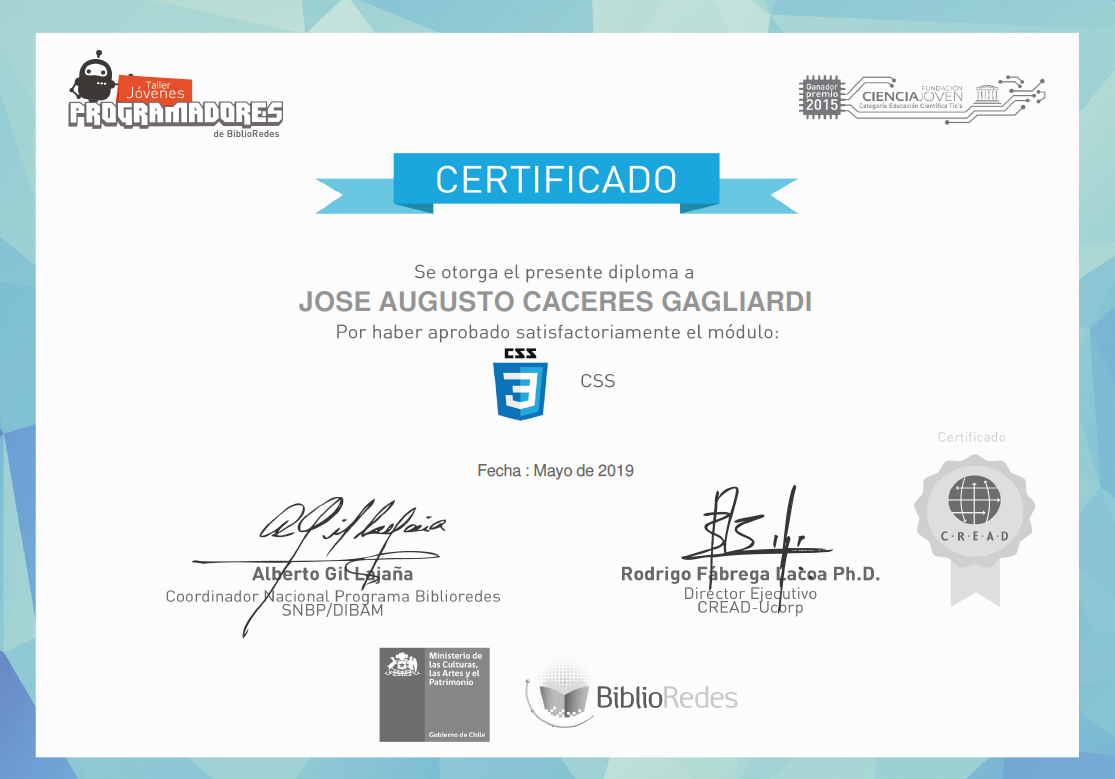 Taller
Jóvenes
PROGRAMADORES
de BiblioRedes
Ganador
premio
2015
FUNDACIÓN
CIENCIAJOVEN
Categoría Educación Científica Tic's
CERTIFICADO
Se otorga el presente diploma a
JOSE AUGUSTO CACERES GAGLIARDI
Por haber aprobado satisfactoriamente el módulo:
CSS
3
CSS
Certificado
Fecha : Mayo de 2019
C·R·E·A·D
Alberto Gil Lajaña
Coordinador Nacional Programa Biblioredes
SNBP/DIBAM
Rodrigo Fábrega Lacoa Ph.D.
Director Ejecutivo
CREAD-Ucorp
Ministerio de
las Culturas,
las Artes y el
Patrimonio
Gobierno de Chile
BiblioRedes